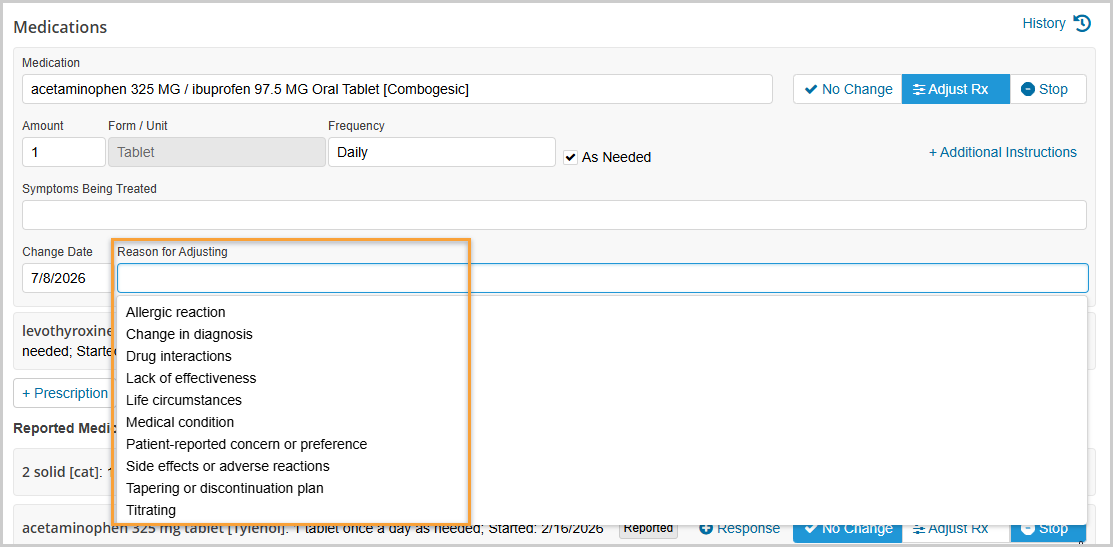 Medications
History
Medication
acetaminophen 325 MG / ibuprofen 97.5 MG Oral Tablet [Combogesic]
No Change Adjust Rx Stop
Amount Form / Unit Frequency
1 Tablet Daily As Needed + Additional Instructions
Symptoms Being Treated
Change Date Reason for Adjusting
7/8/2026
Allergic reaction
levothyroxine
Change in diagnosis
needed; Started
Drug interactions
Lack of effectiveness
+ Prescription
Life circumstances
Medical condition
Reported
Patient-reported concern or preference
2 solid [cat]:
Side effects or adverse reactions
Tapering or discontinuation plan
Titrating
acetaminophen 325 mg tablet [Tylenol]: 1 tablet once a day as needed; Started: 2/16/2026 Reported Response No Change Adjust Rx Stop